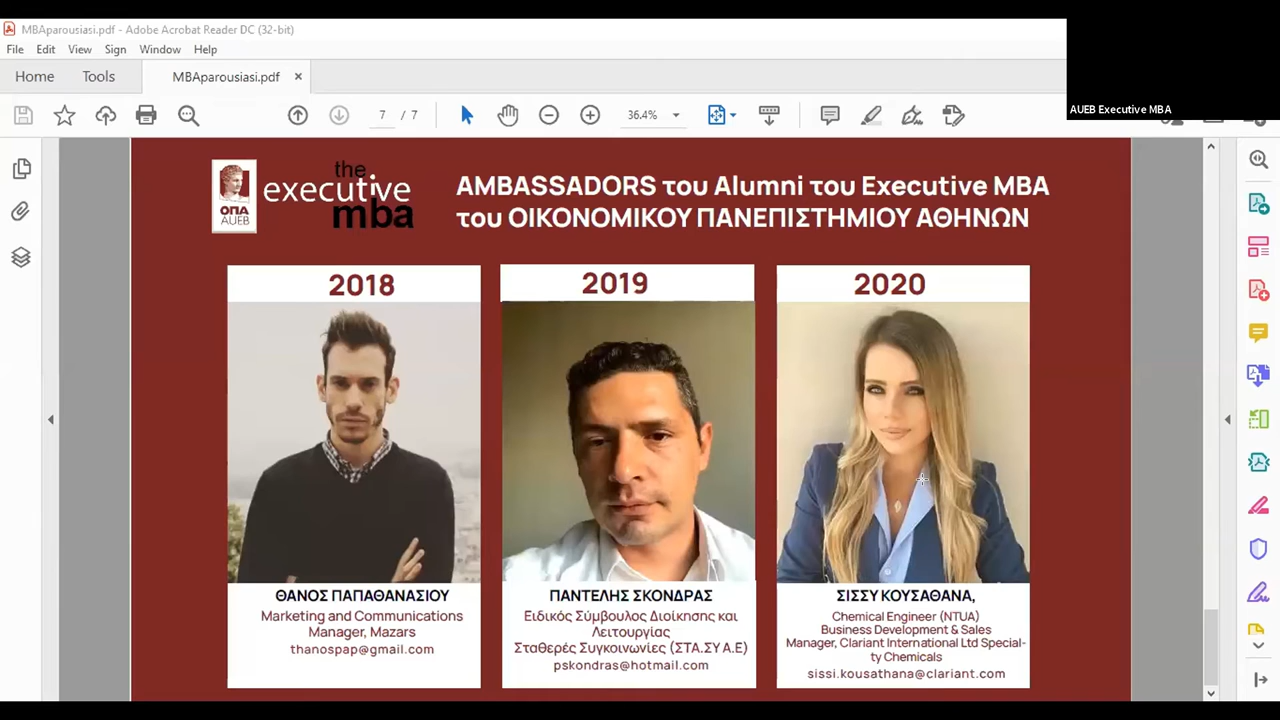 MBAparousiasi.pdf - Adobe Acrobat Reader DC (32-bit)
File Edit View Sign Window Help
Home Tools MBAparousiasi.pdf ×
7 / 7 36.4%
AUEB Executive MBA
ΟΠΑ
AUEB
the
executive
mba
AMBASSADORS του Alumni του Executive MBA
του ΟΙΚΟΝΟΜΙΚΟΥ ΠΑΝΕΠΙΣΤΗΜΙΟΥ ΑΘΗΝΩΝ
2018
ΘΑΝΟΣ ΠΑΠΑΘΑΝΑΣΙΟΥ
Marketing and Communications
Manager, Mazars
thanospap@gmail.com
2019
ΠΑΝΤΕΛΗΣ ΣΚΟΝΔΡΑΣ
Ειδικός Σύμβουλος Διοίκησης και
Λειτουργίας
Σταθερές Συγκοινωνίες (ΣΤΑ.ΣΥ Α.Ε)
pskondras@hotmail.com
2020
ΣΙΣΣΥ ΚΟΥΣΑΘΑΝΑ,
Chemical Engineer (NTUA)
Business Development & Sales
Manager, Clariant International Ltd Special-
ty Chemicals
sissi.kousathana@clariant.com